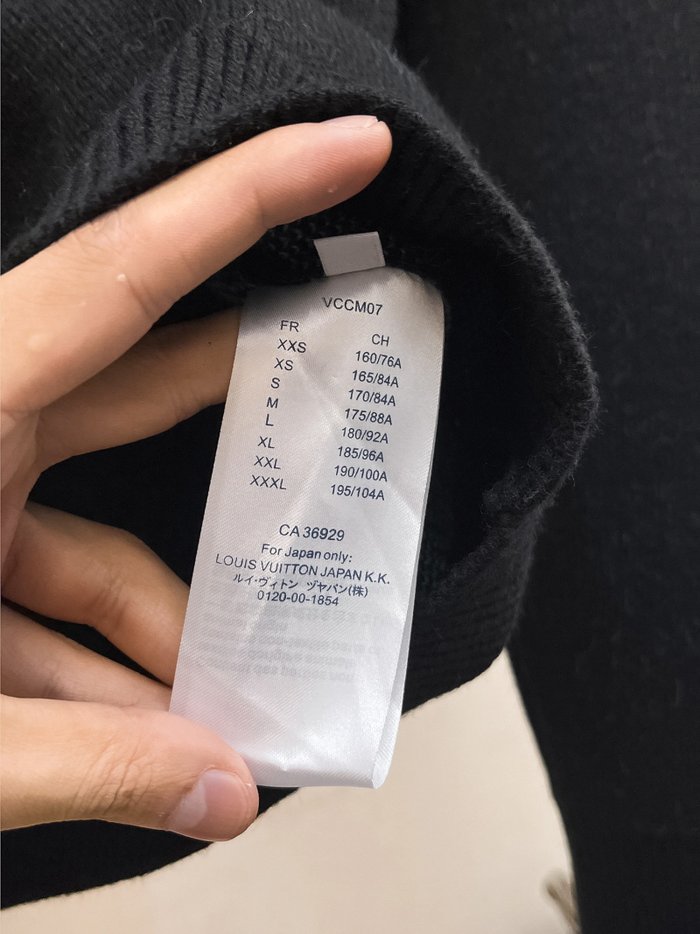 VCCM07
FR CH
XXS 160/76A
XS 165/84A
S 170/84A
M 175/88A
L 180/92A
XL 185/96A
XXL 190/100A
XXXL 195/104A
CA 36929
For Japan only:
LOUIS VUITTON JAPAN K.K.
ルイ・ヴィトン ヅヤパン(株)
0120-00-1854